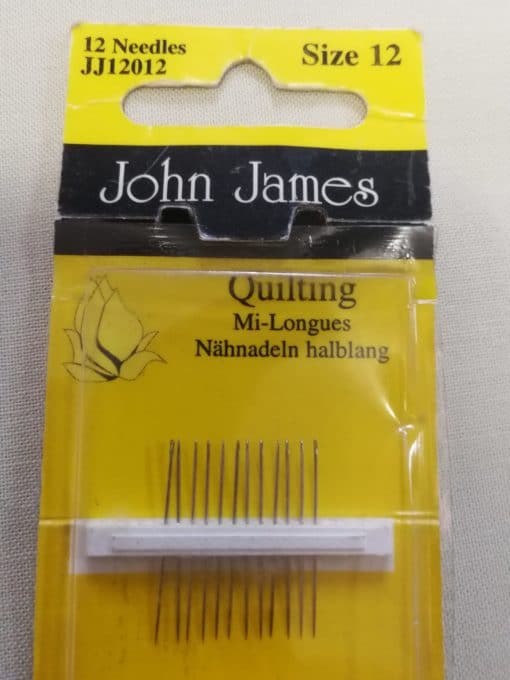 12 Needles
JJ12012
Size 12
John James
Quilting
Mi-Longues
Nähnadeln halblang